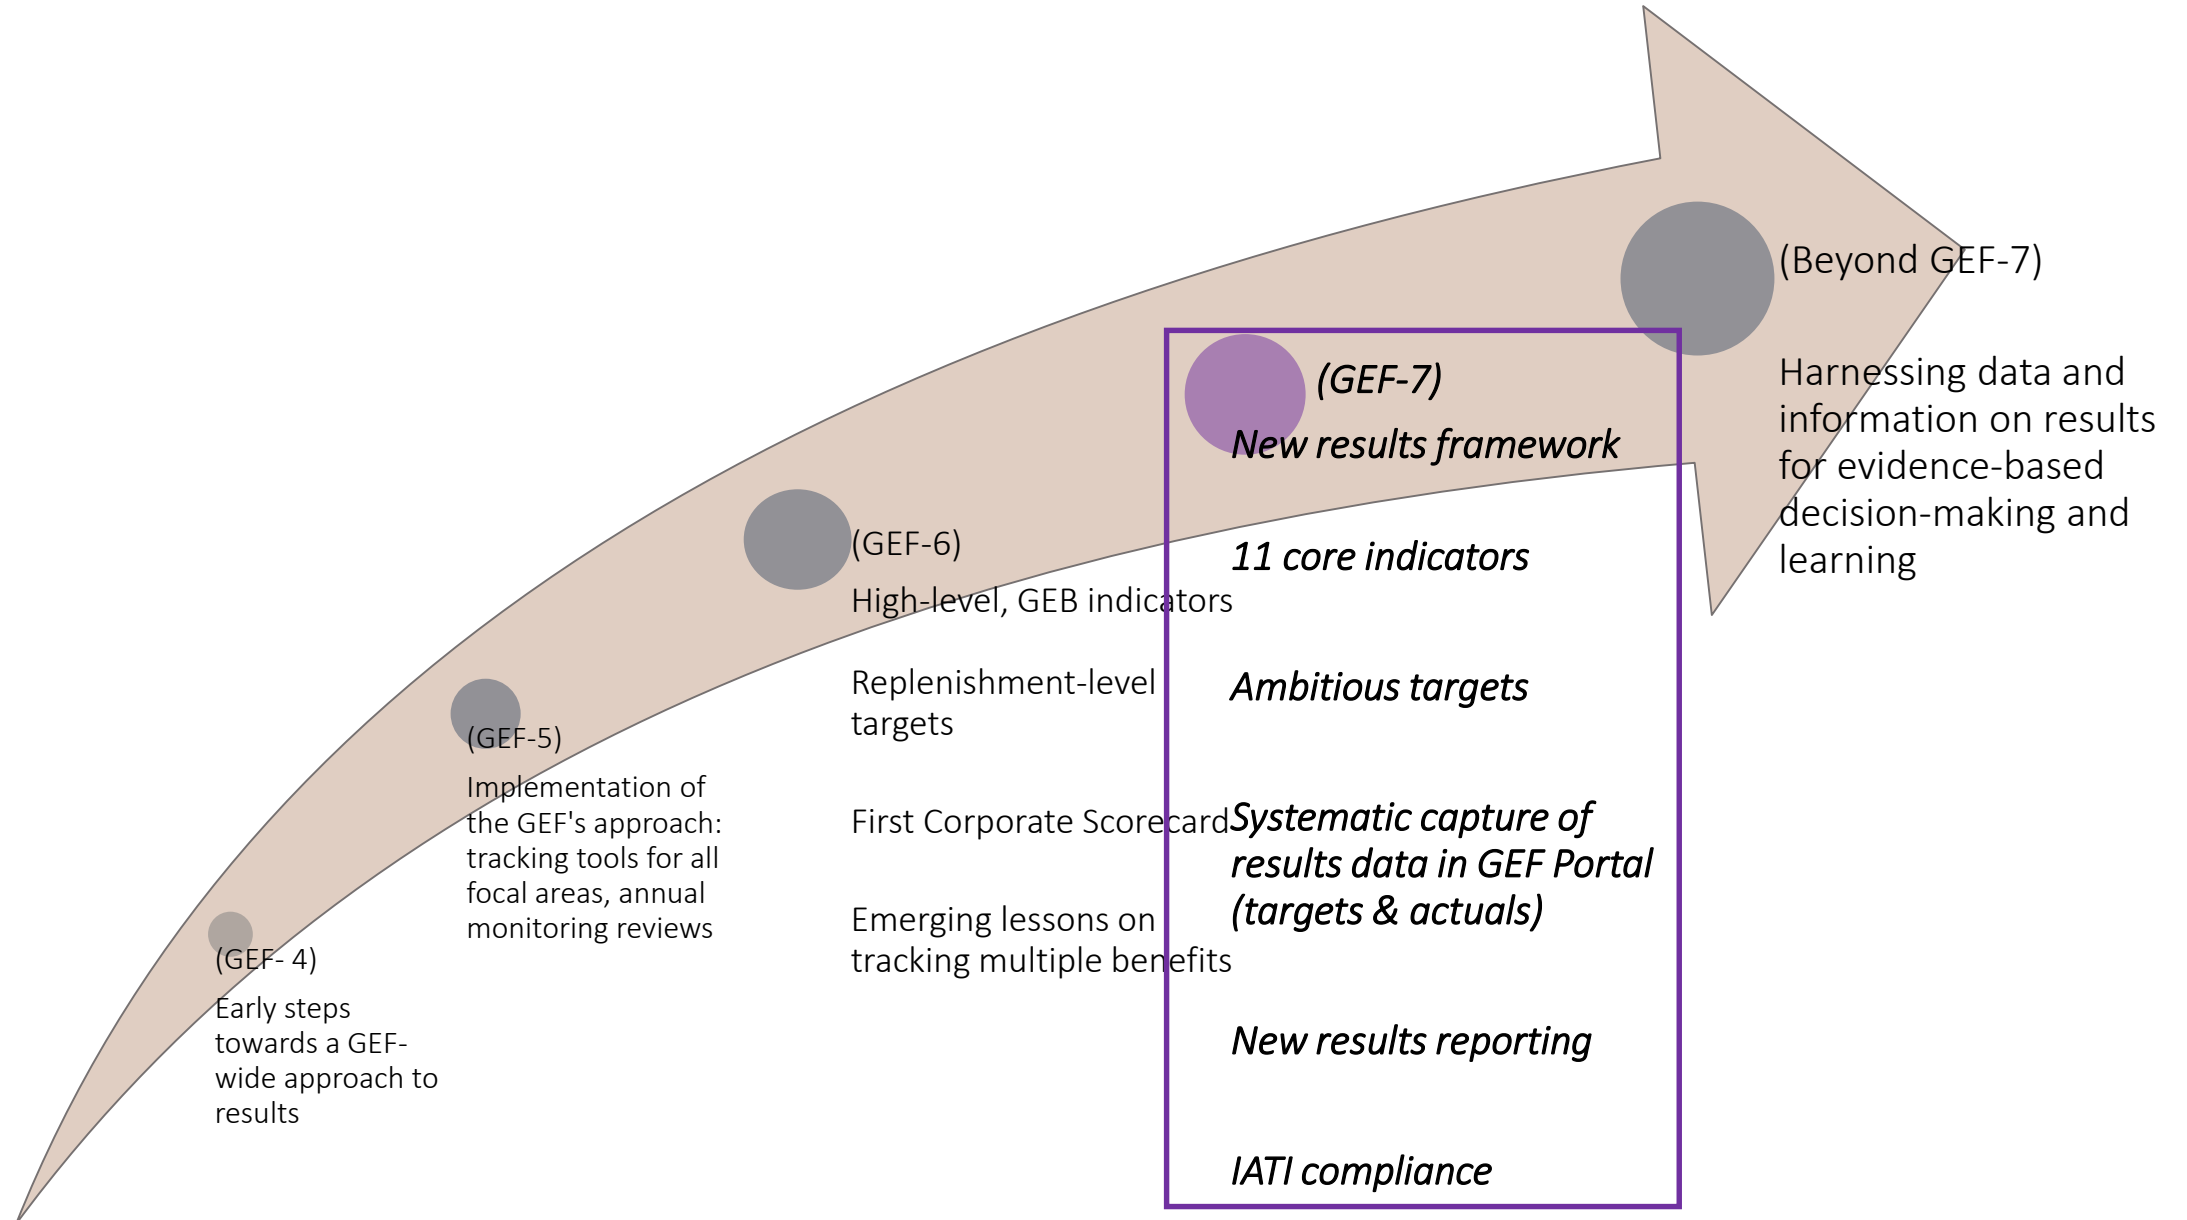 (GEF- 4)
Early steps
towards a GEF-
wide approach to
results
(GEF-5)
Implementation of
the GEF's approach:
tracking tools for all
focal areas, annual
monitoring reviews
(GEF-6)
High-level, GEB indicators
Replenishment-level
targets
First Corporate Scorecard
Emerging lessons on
tracking multiple benefits
(GEF-7)
New results framework
11 core indicators
Ambitious targets
Systematic capture of
results data in GEF Portal
(targets & actuals)
New results reporting
IATI compliance
(Beyond GEF-7)
Harnessing data and
information on results
for evidence-based
decision-making and
learning